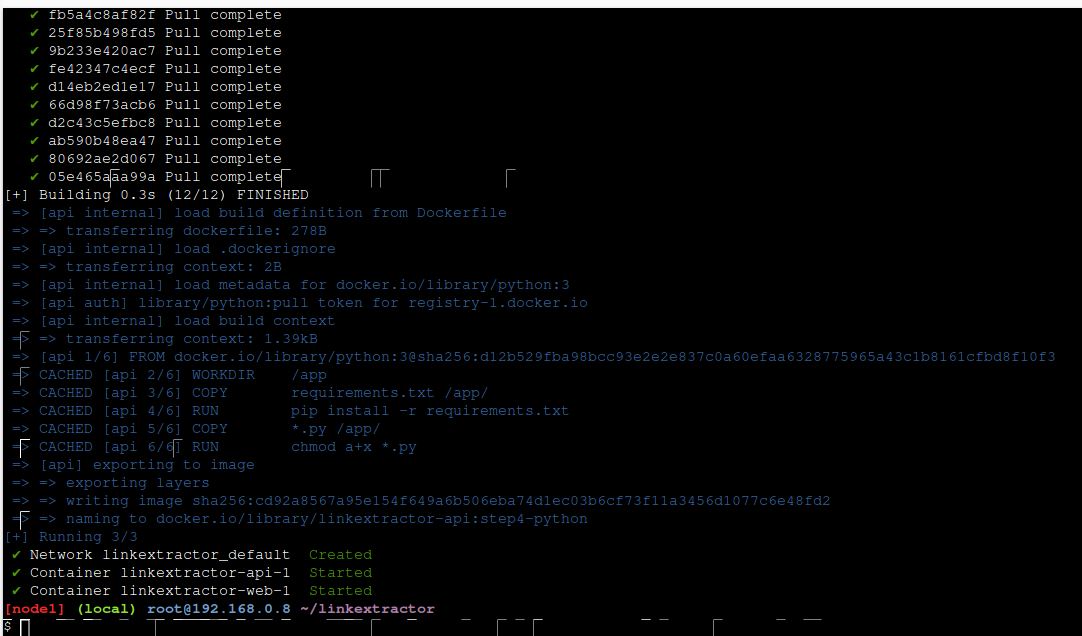 ✔ fb5a4c8af82f Pull complete
✔ 25f85b498fd5 Pull complete
✔ 9b233e420ac7 Pull complete
✔ fe42347c4ecf Pull complete
✔ d14eb2ed1e17 Pull complete
✔ 66d98f73acb6 Pull complete
✔ d2c43c5efbc8 Pull complete
✔ ab590b48ea47 Pull complete
✔ 80692ae2d067 Pull complete
✔ 05e465aaa99a Pull complete
[+] Building 0.3s (12/12) FINISHED
=> [api internal] load build definition from Dockerfile
=> => transferring dockerfile: 278B
=> [api internal] load .dockerignore
=> => transferring context: 2B
=> [api internal] load metadata for docker.io/library/python:3
=> [api auth] library/python:pull token for registry-1.docker.io
=> [api internal] load build context
=> => transferring context: 1.39kB
=> [api 1/6] FROM docker.io/library/python:3@sha256:d12b529fba98bcc93e2e2e837c0a60efaa6328775965a43c1b8161cfbd8f10f3
=> CACHED [api 2/6] WORKDIR /app
=> CACHED [api 3/6] COPY requirements.txt /app/
=> CACHED [api 4/6] RUN pip install -r requirements.txt
=> CACHED [api 5/6] COPY *.py /app/
=> CACHED [api 6/6] RUN chmod a+x *.py
=> [api] exporting to image
=> => exporting layers
=> => writing image sha256:cd92a8567a95e154f649a6b506eba74d1ec03b6cf73f11a3456d1077c6e48fd2
=> => naming to docker.io/library/linkextractor-api:step4-python
[+] Running 3/3
✔ Network linkextractor_default Created
✔ Container linkextractor-api-1 Started
✔ Container linkextractor-web-1 Started
[node1] (local) root@192.168.0.8 ~/linkextractor
$